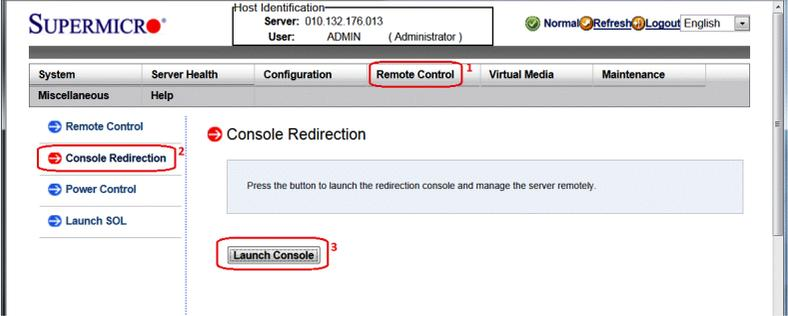 Host Identification
Server: 010.132.176.013
User: ADMIN ( Administrator )
SUPERMICRO
Normal Refresh Logout English
System Server Health Configuration Remote Control 1 Virtual Media Maintenance
Miscellaneous Help
Remote Control
Console Redirection 2
Power Control
Launch SOL
Console Redirection
Press the button to launch the redirection console and manage the server remotely.
Launch Console 3